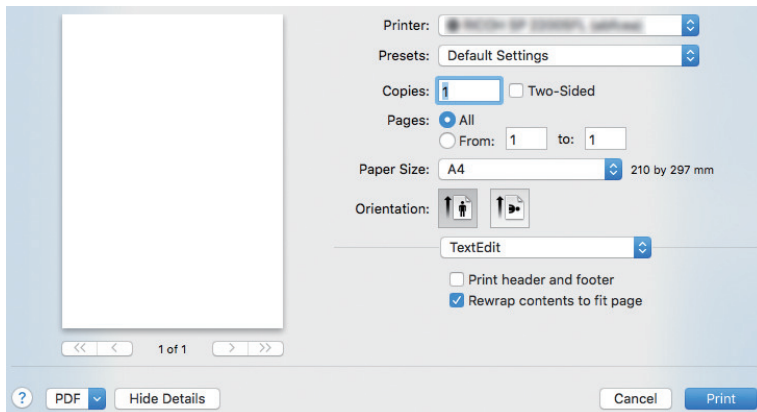 Printer:
Presets: Default Settings
Copies: 1 Two-Sided
Pages: All
From: 1 to: 1
Paper Size: A4 210 by 297 mm
Orientation:
TextEdit
Print header and footer
Rewrap contents to fit page
<< < 1 of 1 > >>
? PDF Hide Details Cancel Print